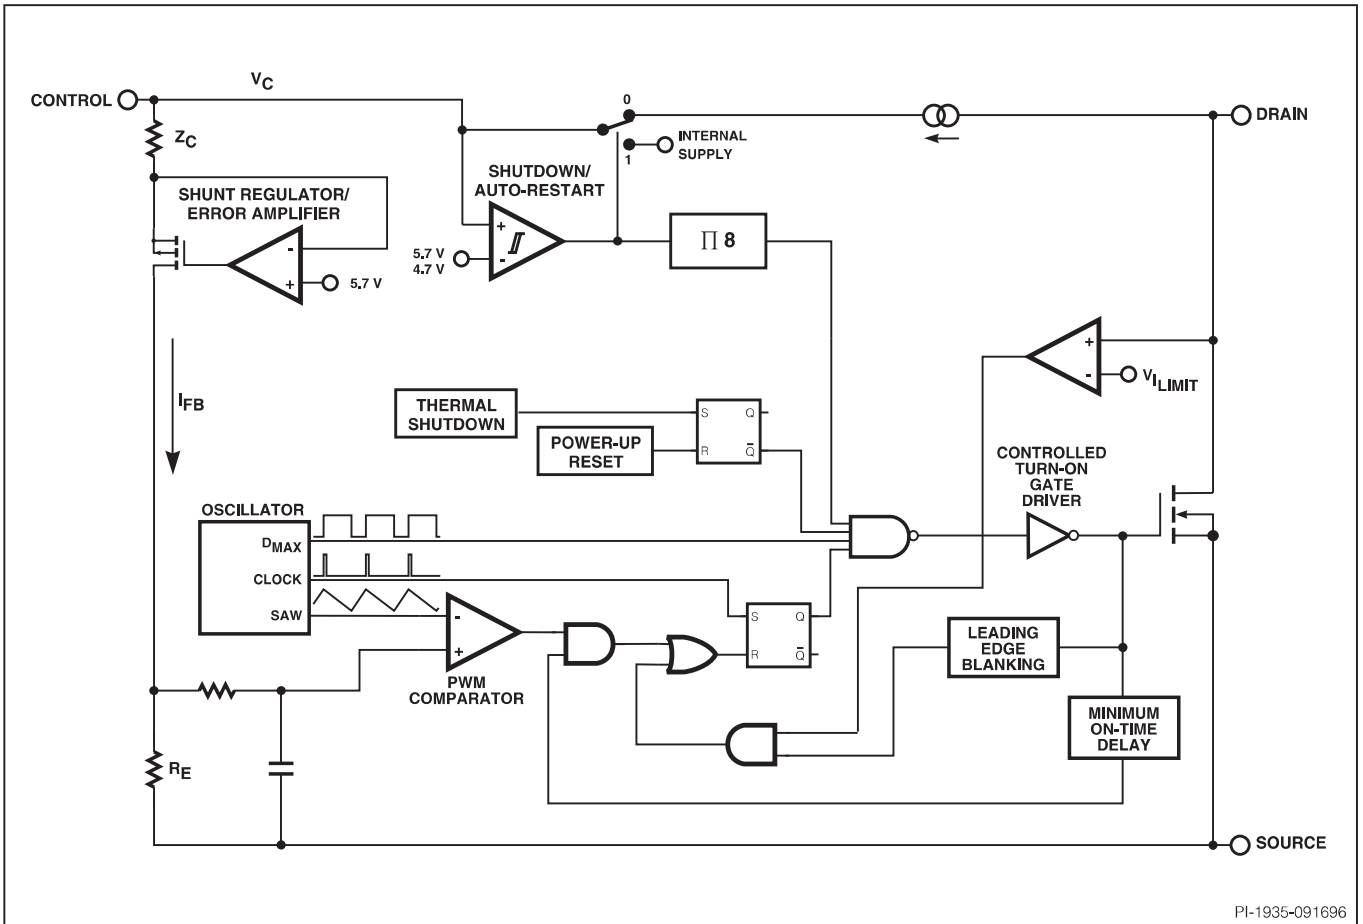 V_C
0
CONTROL
DRAIN
Z_C
INTERNAL
SUPPLY
1
SHUTDOWN/
AUTO-RESTART
SHUNT REGULATOR/
ERROR AMPLIFIER
+
-
5.7 V
4.7 V
∏ 8
-
+
5.7 V
+
-
V_I_LIMIT
I_FB
THERMAL
SHUTDOWN
POWER-UP
RESET
S Q
R Q̄
CONTROLLED
TURN-ON
GATE
DRIVER
OSCILLATOR
D_MAX
CLOCK
SAW
-
+
PWM
COMPARATOR
S Q
R Q̄
LEADING
EDGE
BLANKING
MINIMUM
ON-TIME
DELAY
R_E
SOURCE
PI-1935-091696